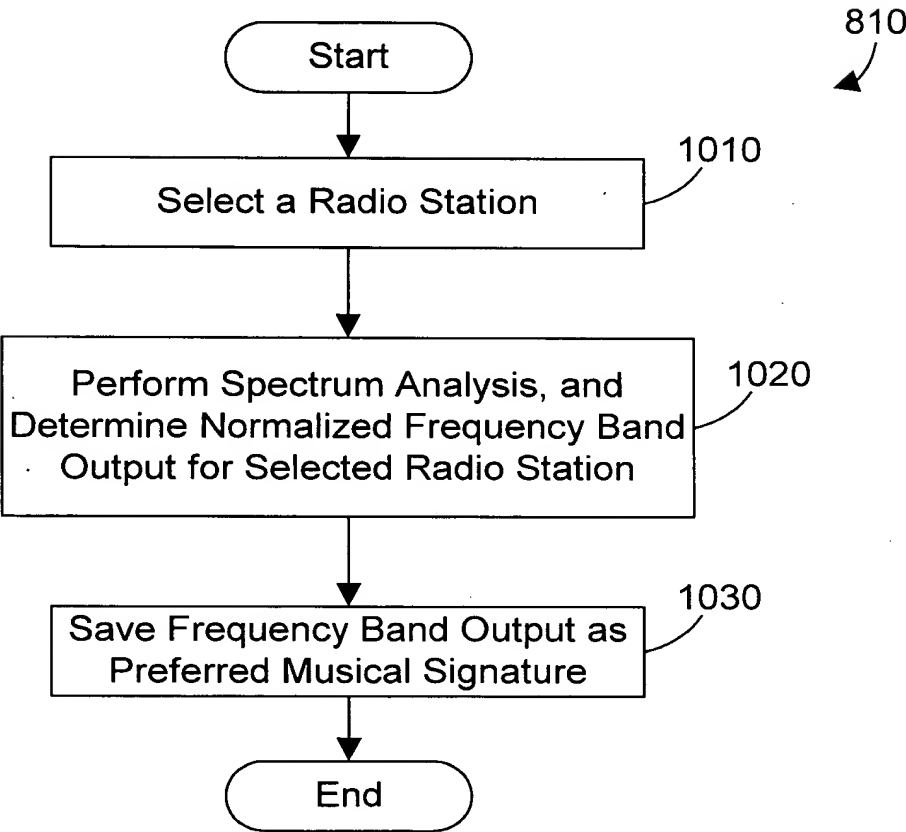 810
Start
1010
Select a Radio Station
1020
Perform Spectrum Analysis, and
Determine Normalized Frequency Band
Output for Selected Radio Station
1030
Save Frequency Band Output as
Preferred Musical Signature
End